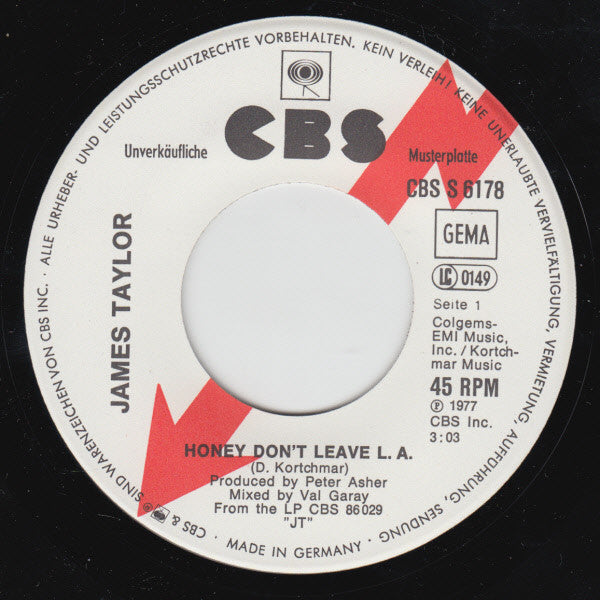 ALLE URHEBER- UND LEISTUNGSSCHUTZRECHTE VORBEHALTEN. KEIN VERLEIH! KEINE UNERLAUBTE VERVIELFÄLTIGUNG, VERMIETUNG, AUFFÜHRUNG, SENDUNG.
CBS
Unverkäufliche
Musterplatte
CBS S 6178
GEMA
LC 0149
Seite 1
Colgems-
EMI Music,
Inc./Kortch-
mar Music
45 RPM
℗ 1977
CBS Inc.
3:03
JAMES TAYLOR
HONEY DON'T LEAVE L. A.
(D. Kortchmar)
Produced by Peter Asher
Mixed by Val Garay
From the LP CBS 86029
"JT"
· MADE IN GERMANY ·
CBS & ® SIND WARENZEICHEN VON CBS INC. ·